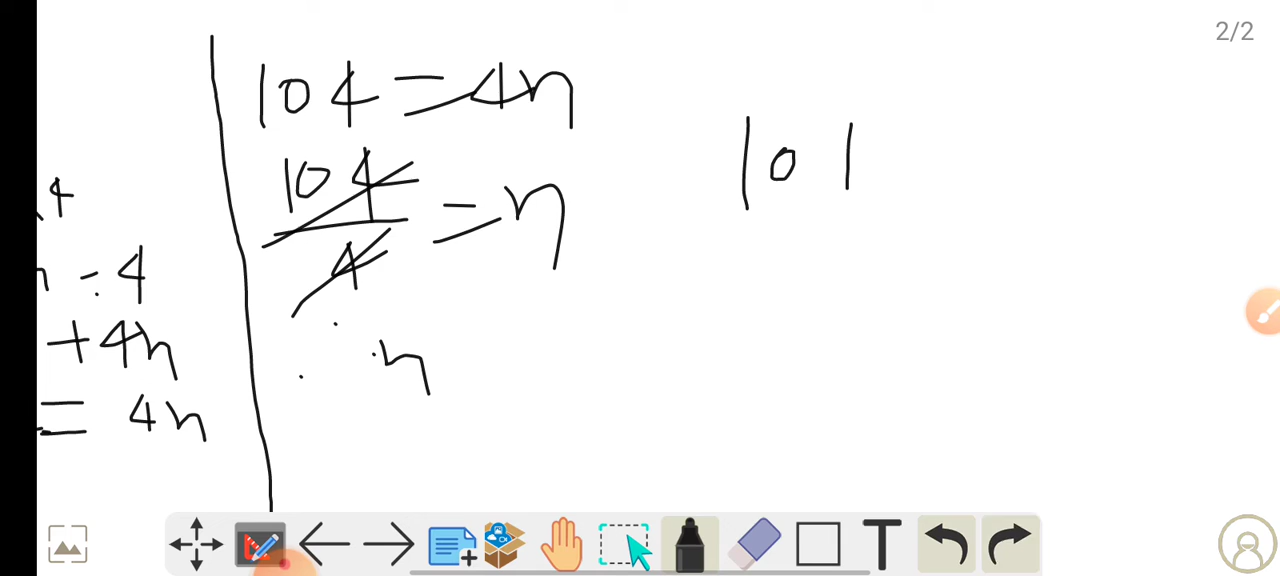 2/2
4
n ÷ 4
+4n
= 4n
104 = 4n
104/4 = n
∴ n
101
T